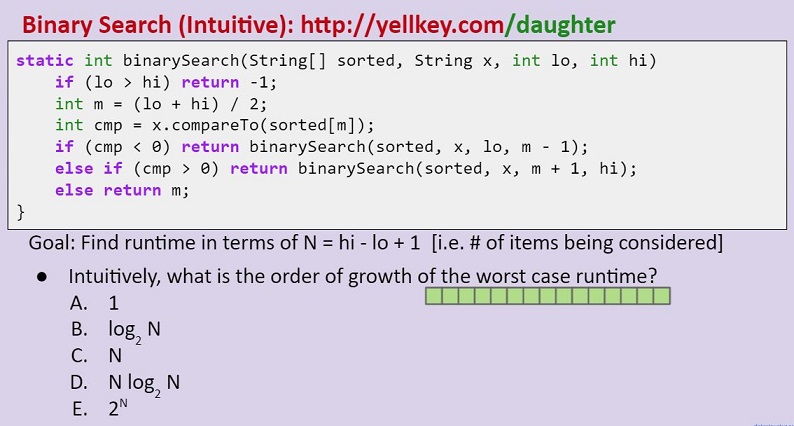 Binary Search (Intuitive): http://yellkey.com/daughter
static int binarySearch(String[] sorted, String x, int lo, int hi)
    if (lo > hi) return -1;
    int m = (lo + hi) / 2;
    int cmp = x.compareTo(sorted[m]);
    if (cmp < 0) return binarySearch(sorted, x, lo, m - 1);
    else if (cmp > 0) return binarySearch(sorted, x, m + 1, hi);
    else return m;
}
Goal: Find runtime in terms of N = hi - lo + 1 [i.e. # of items being considered]
● Intuitively, what is the order of growth of the worst case runtime?
A. 1
B. log₂ N
C. N
D. N log₂ N
E. 2ᴺ